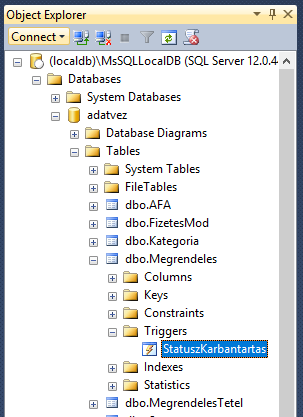 Object Explorer
Connect
(localdb)\MsSQLLocalDB (SQL Server 12.0.4
Databases
System Databases
adatvez
Database Diagrams
Tables
System Tables
FileTables
dbo.AFA
dbo.FizetesMod
dbo.Kategoria
dbo.Megrendeles
Columns
Keys
Constraints
Triggers
StatuszKarbantartas
Indexes
Statistics
dbo.MegrendelesTetel